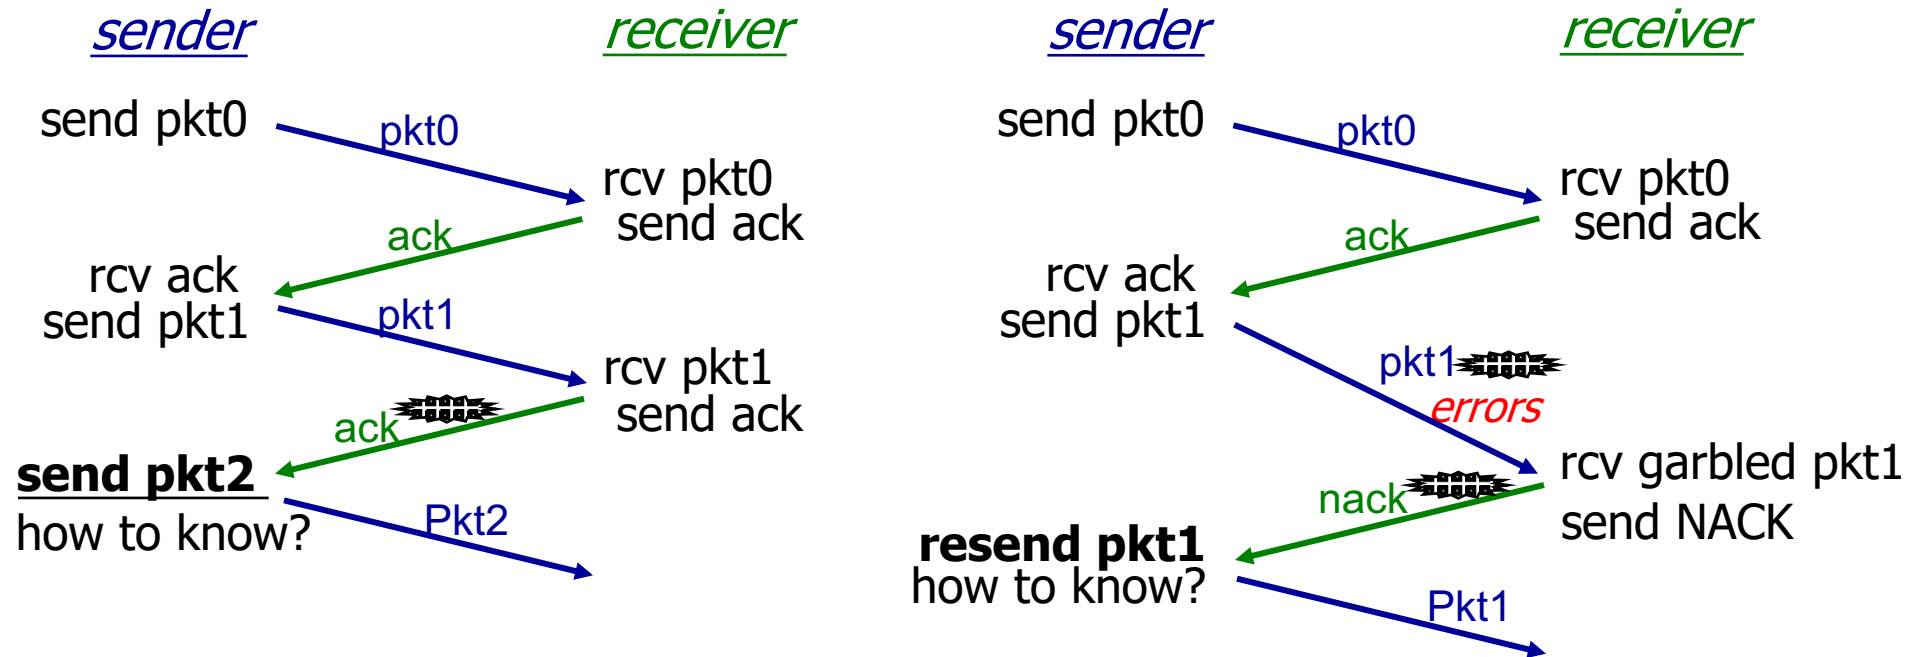 sender
receiver
send pkt0
pkt0
rcv pkt0
send ack
ack
rcv ack
send pkt1
pkt1
rcv pkt1
send ack
ack
send pkt2
how to know?
Pkt2
sender
receiver
send pkt0
pkt0
rcv pkt0
send ack
ack
rcv ack
send pkt1
pkt1
errors
rcv garbled pkt1
send NACK
nack
resend pkt1
how to know?
Pkt1